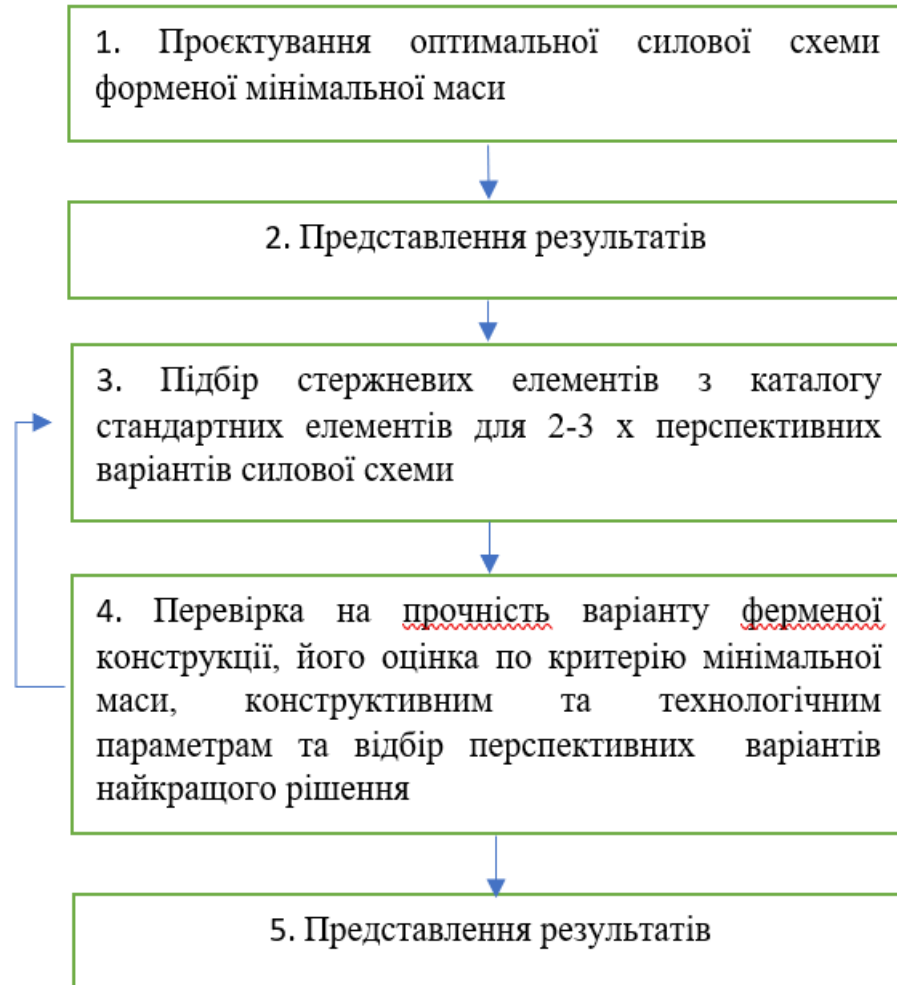 1. Проєктування оптимальної силової схеми
форменої мінімальної маси
2. Представлення результатів
3. Підбір стержневих елементів з каталогу
стандартних елементів для 2-3 х перспективних
варіантів силової схеми
4. Перевірка на прочність варіанту ферменої
конструкції, його оцінка по критерію мінімальної
маси, конструктивним та технологічним
параметрам та відбір перспективних варіантів
найкращого рішення
5. Представлення результатів